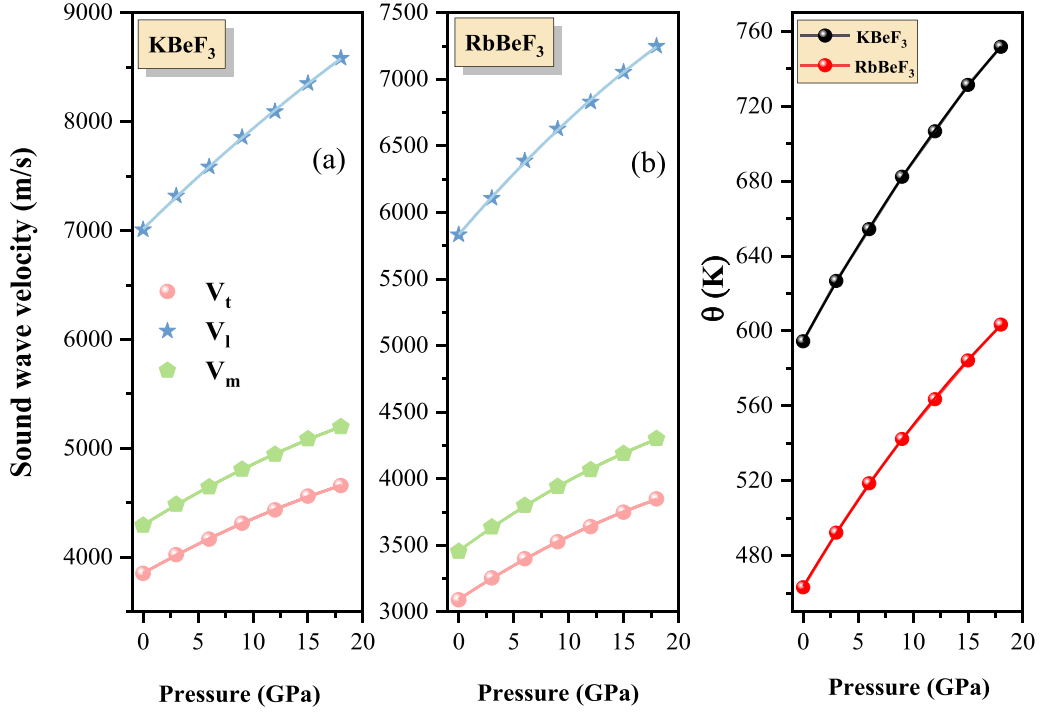 Sound wave velocity (m/s)
9000
8000
7000
6000
5000
4000
KBeF₃
(a)
Vₜ
Vₗ
Vₘ
0 5 10 15 20
Pressure (GPa)
7500
7000
6500
6000
5500
5000
4500
4000
3500
3000
RbBeF₃
(b)
0 5 10 15 20
Pressure (GPa)
θ (K)
760
720
680
640
600
560
520
480
KBeF₃
RbBeF₃
0 5 10 15 20
Pressure (GPa)